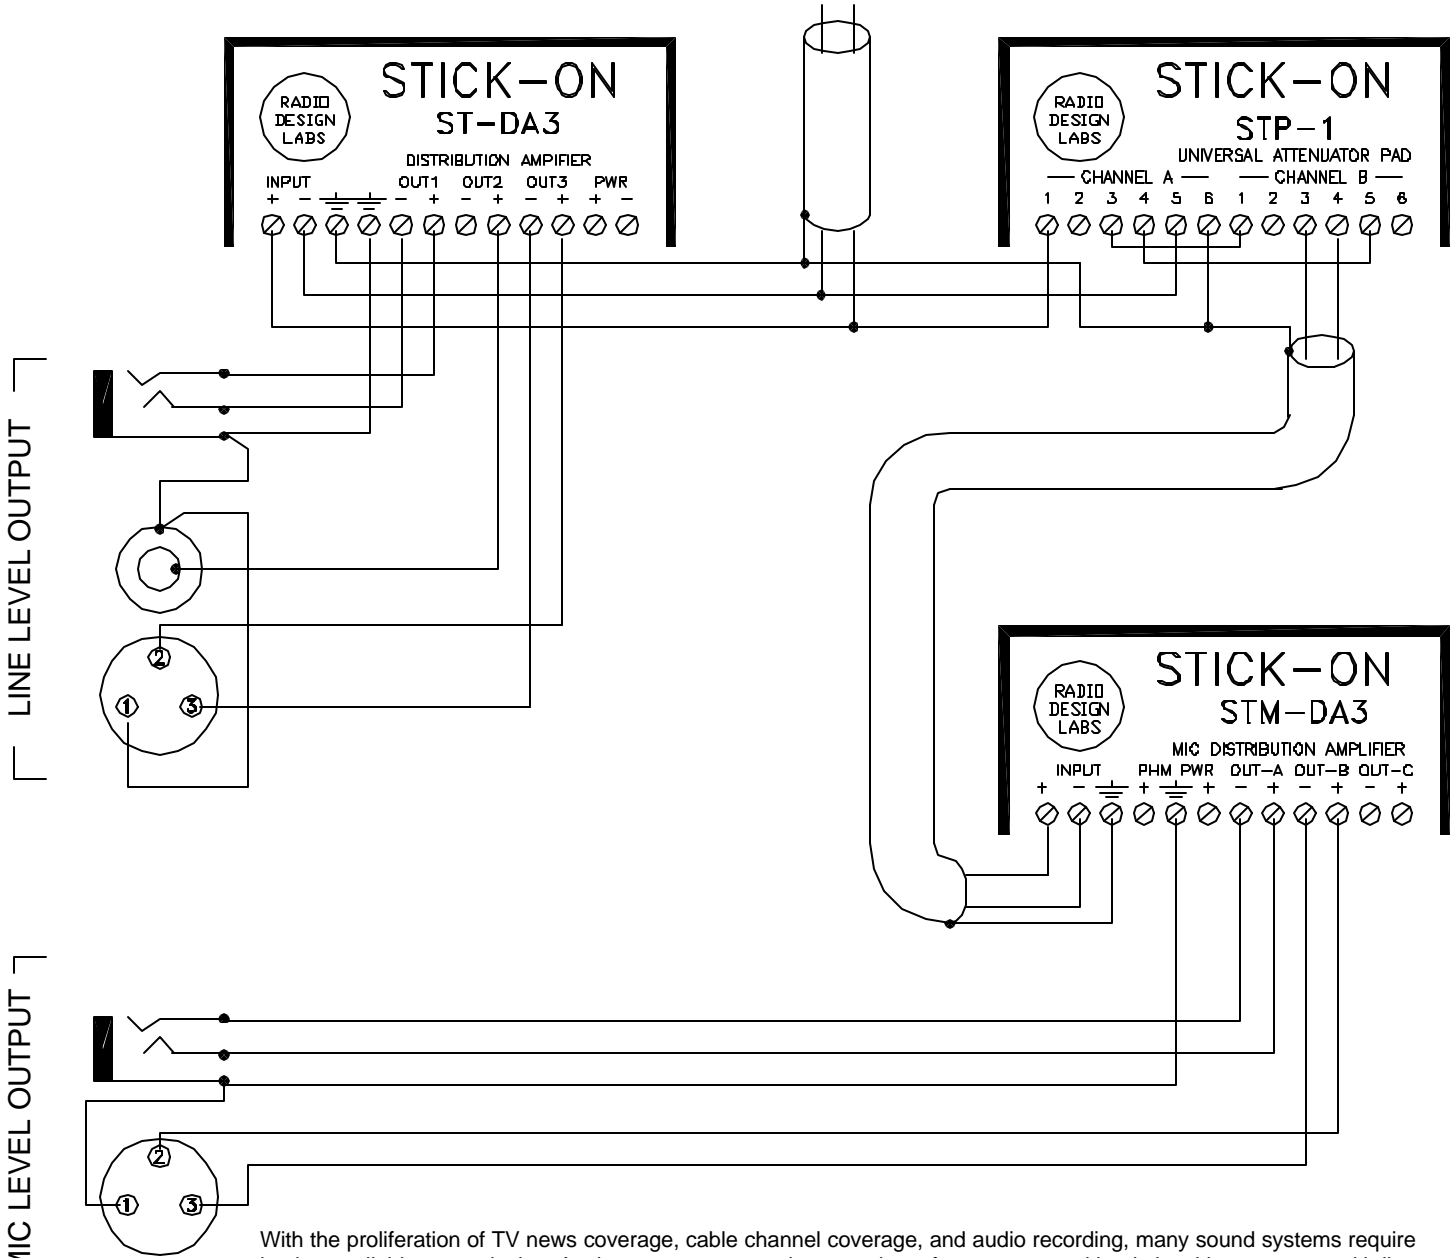 STICK-ON
ST-DA3
RADIO
DESIGN
LABS
DISTRIBUTION AMPIFIER
INPUT OUT1 OUT2 OUT3 PWR
+ - - + - + - + + -
STICK-ON
STP-1
RADIO
DESIGN
LABS
UNIVERSAL ATTENUATOR PAD
CHANNEL A CHANNEL B
1 2 3 4 5 6 1 2 3 4 5 6
LINE LEVEL OUTPUT
2
1 3
STICK-ON
STM-DA3
RADIO
DESIGN
LABS
MIC DISTRIBUTION AMPLIFIER
INPUT PHM PWR OUT-A OUT-B OUT-C
+ - + + - + - + - +
MIC LEVEL OUTPUT
2
1 3
With the proliferation of TV news coverage, cable channel coverage, and audio recording, many sound systems require